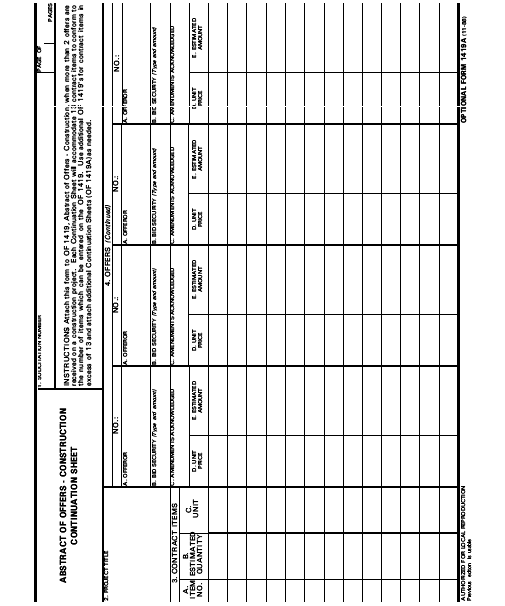 ABSTRACT OF OFFERS - CONSTRUCTION
CONTINUATION SHEET
1. SOLICITATION NUMBER
PAGE OF
PAGES
INSTRUCTIONS Attach this form to OF 1419, Abstract of Offers - Construction, when more than 2 offers are
received on a construction project. Each Continuation Sheet will accommodate 13 contract items to conform to
the number of items which can be entered on the OF 1419. Use additional OF 1419's for contract items in
excess of 13 and attach additional Continuation Sheets (OF 1419A) as needed.
2. PROJECT TITLE
4. OFFERS (Continued)
NO.:
NO.:
NO.:
NO.:
A. OFFEROR
A. OFFEROR
A. OFFEROR
A. OFFEROR
B. BID SECURITY (Type and amount)
B. BID SECURITY (Type and amount)
B. BID SECURITY (Type and amount)
B. BID SECURITY (Type and amount)
3. CONTRACT ITEMS
C. AMENDMENTS ACKNOWLEDGED
C. AMENDMENTS ACKNOWLEDGED
C. AMENDMENTS ACKNOWLEDGED
C. AMENDMENTS ACKNOWLEDGED
A.
ITEM
NO.
B.
ESTIMATED
QUANTITY
C.
UNIT
D. UNIT
PRICE
E. ESTIMATED
AMOUNT
D. UNIT
PRICE
E. ESTIMATED
AMOUNT
D. UNIT
PRICE
E. ESTIMATED
AMOUNT
D. UNIT
PRICE
E. ESTIMATED
AMOUNT
AUTHORIZED FOR LOCAL REPRODUCTION
Previous edition is usable
OPTIONAL FORM 1419A (11-88)